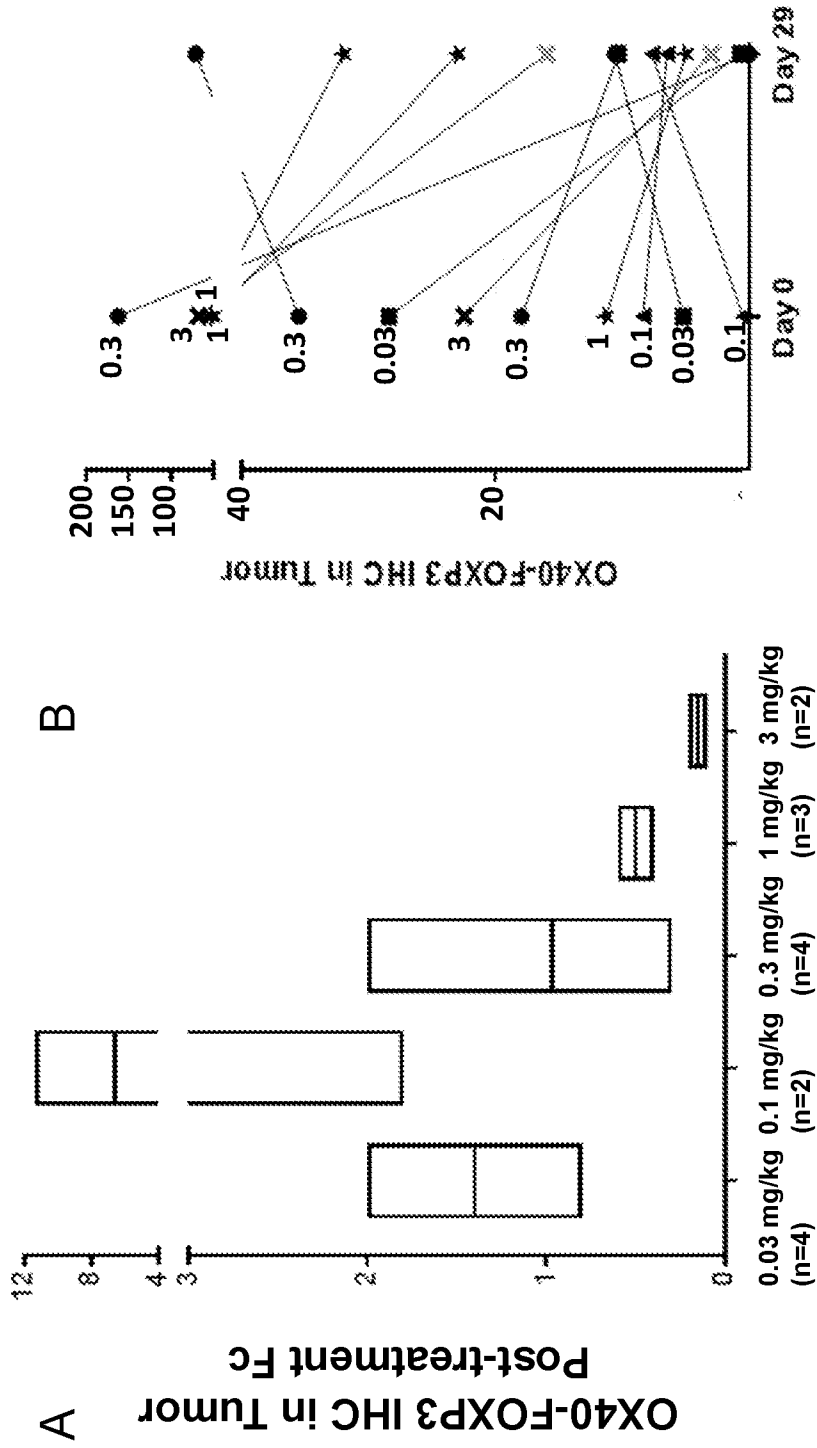 A
OX40-FOXP3 IHC in Tumor
Post-treatment Fc
12
8
4
3
2
1
0
0.03 mg/kg 0.1 mg/kg 0.3 mg/kg 1 mg/kg 3 mg/kg
(n=4) (n=2) (n=4) (n=3) (n=2)
B
OX40-FOXP3 IHC in Tumor
200
150
100
40
20
0.3
3
1
1
0.3
0.03
3
0.3
1
0.1
0.03
0.1
Day 0
Day 29